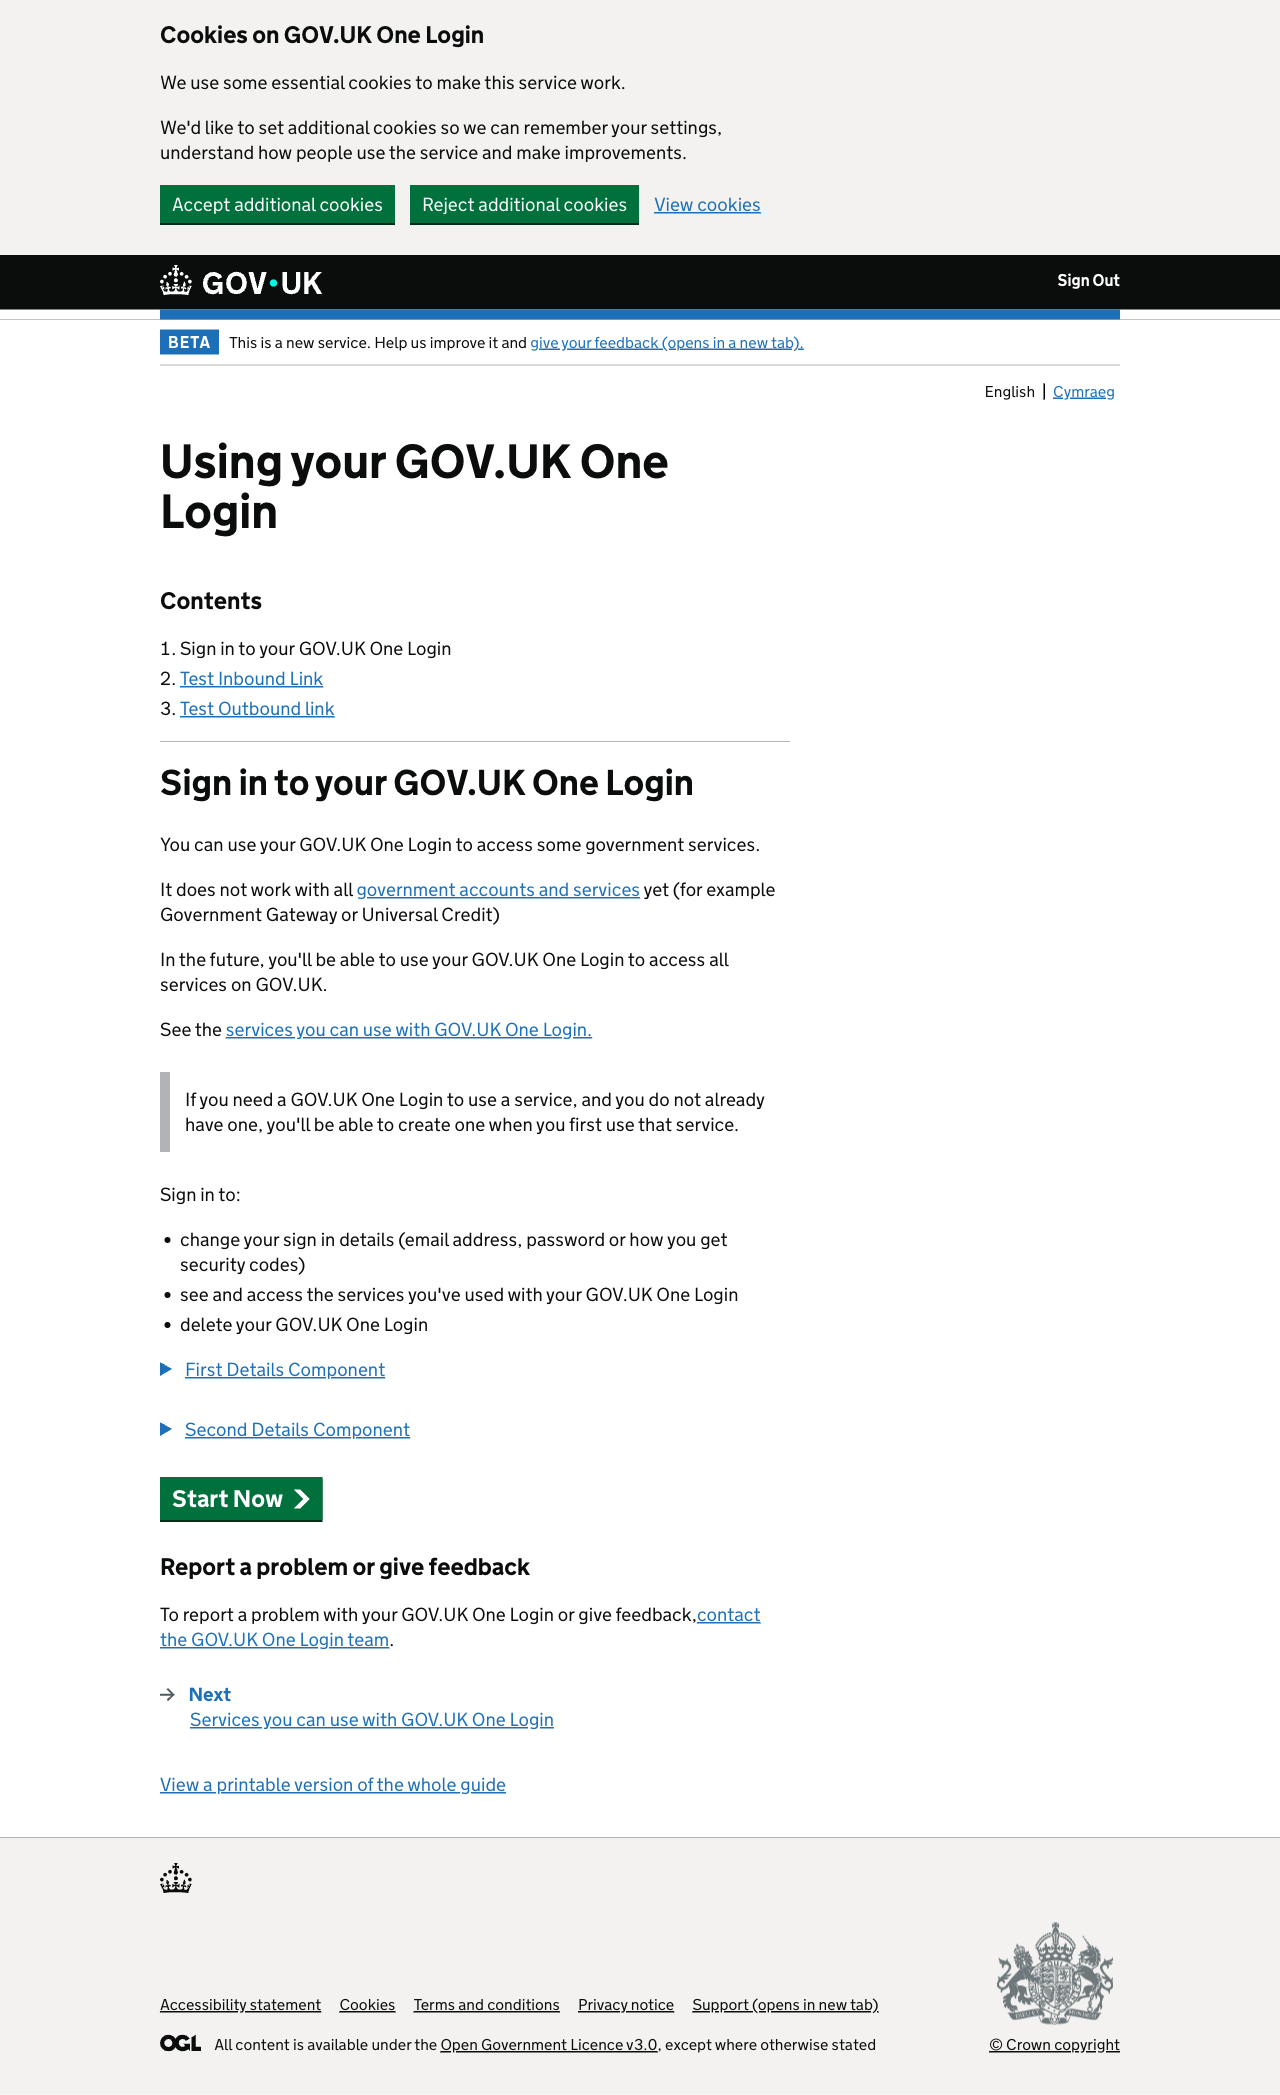 Cookies on GOV.UK One Login
We use some essential cookies to make this service work.
We'd like to set additional cookies so we can remember your settings,
understand how people use the service and make improvements.
Accept additional cookies Reject additional cookies View cookies
GOV.UK Sign Out
BETA This is a new service. Help us improve it and give your feedback (opens in a new tab).
English | Cymraeg
Using your GOV.UK One
Login
Contents
1. Sign in to your GOV.UK One Login
2. Test Inbound Link
3. Test Outbound link
Sign in to your GOV.UK One Login
You can use your GOV.UK One Login to access some government services.
It does not work with all government accounts and services yet (for example
Government Gateway or Universal Credit)
In the future, you'll be able to use your GOV.UK One Login to access all
services on GOV.UK.
See the services you can use with GOV.UK One Login.
If you need a GOV.UK One Login to use a service, and you do not already
have one, you'll be able to create one when you first use that service.
Sign in to:
• change your sign in details (email address, password or how you get
security codes)
• see and access the services you've used with your GOV.UK One Login
• delete your GOV.UK One Login
First Details Component
Second Details Component
Start Now
Report a problem or give feedback
To report a problem with your GOV.UK One Login or give feedback,contact
the GOV.UK One Login team.
Next
Services you can use with GOV.UK One Login
View a printable version of the whole guide
Accessibility statement Cookies Terms and conditions Privacy notice Support (opens in new tab)
OGL All content is available under the Open Government Licence v3.0, except where otherwise stated
© Crown copyright